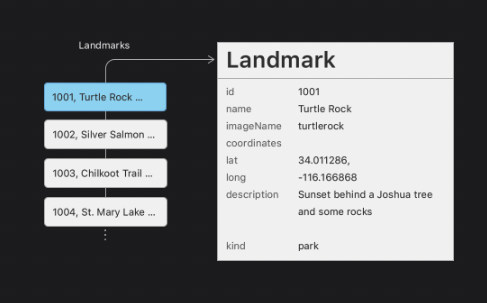 Landmarks
1001, Turtle Rock ...
1002, Silver Salmon ...
1003, Chilkoot Trail ...
1004, St. Mary Lake ...
Landmark
id 1001
name Turtle Rock
imageName turtlerock
coordinates
lat 34.011286,
long -116.166868
description Sunset behind a Joshua tree
and some rocks
kind park